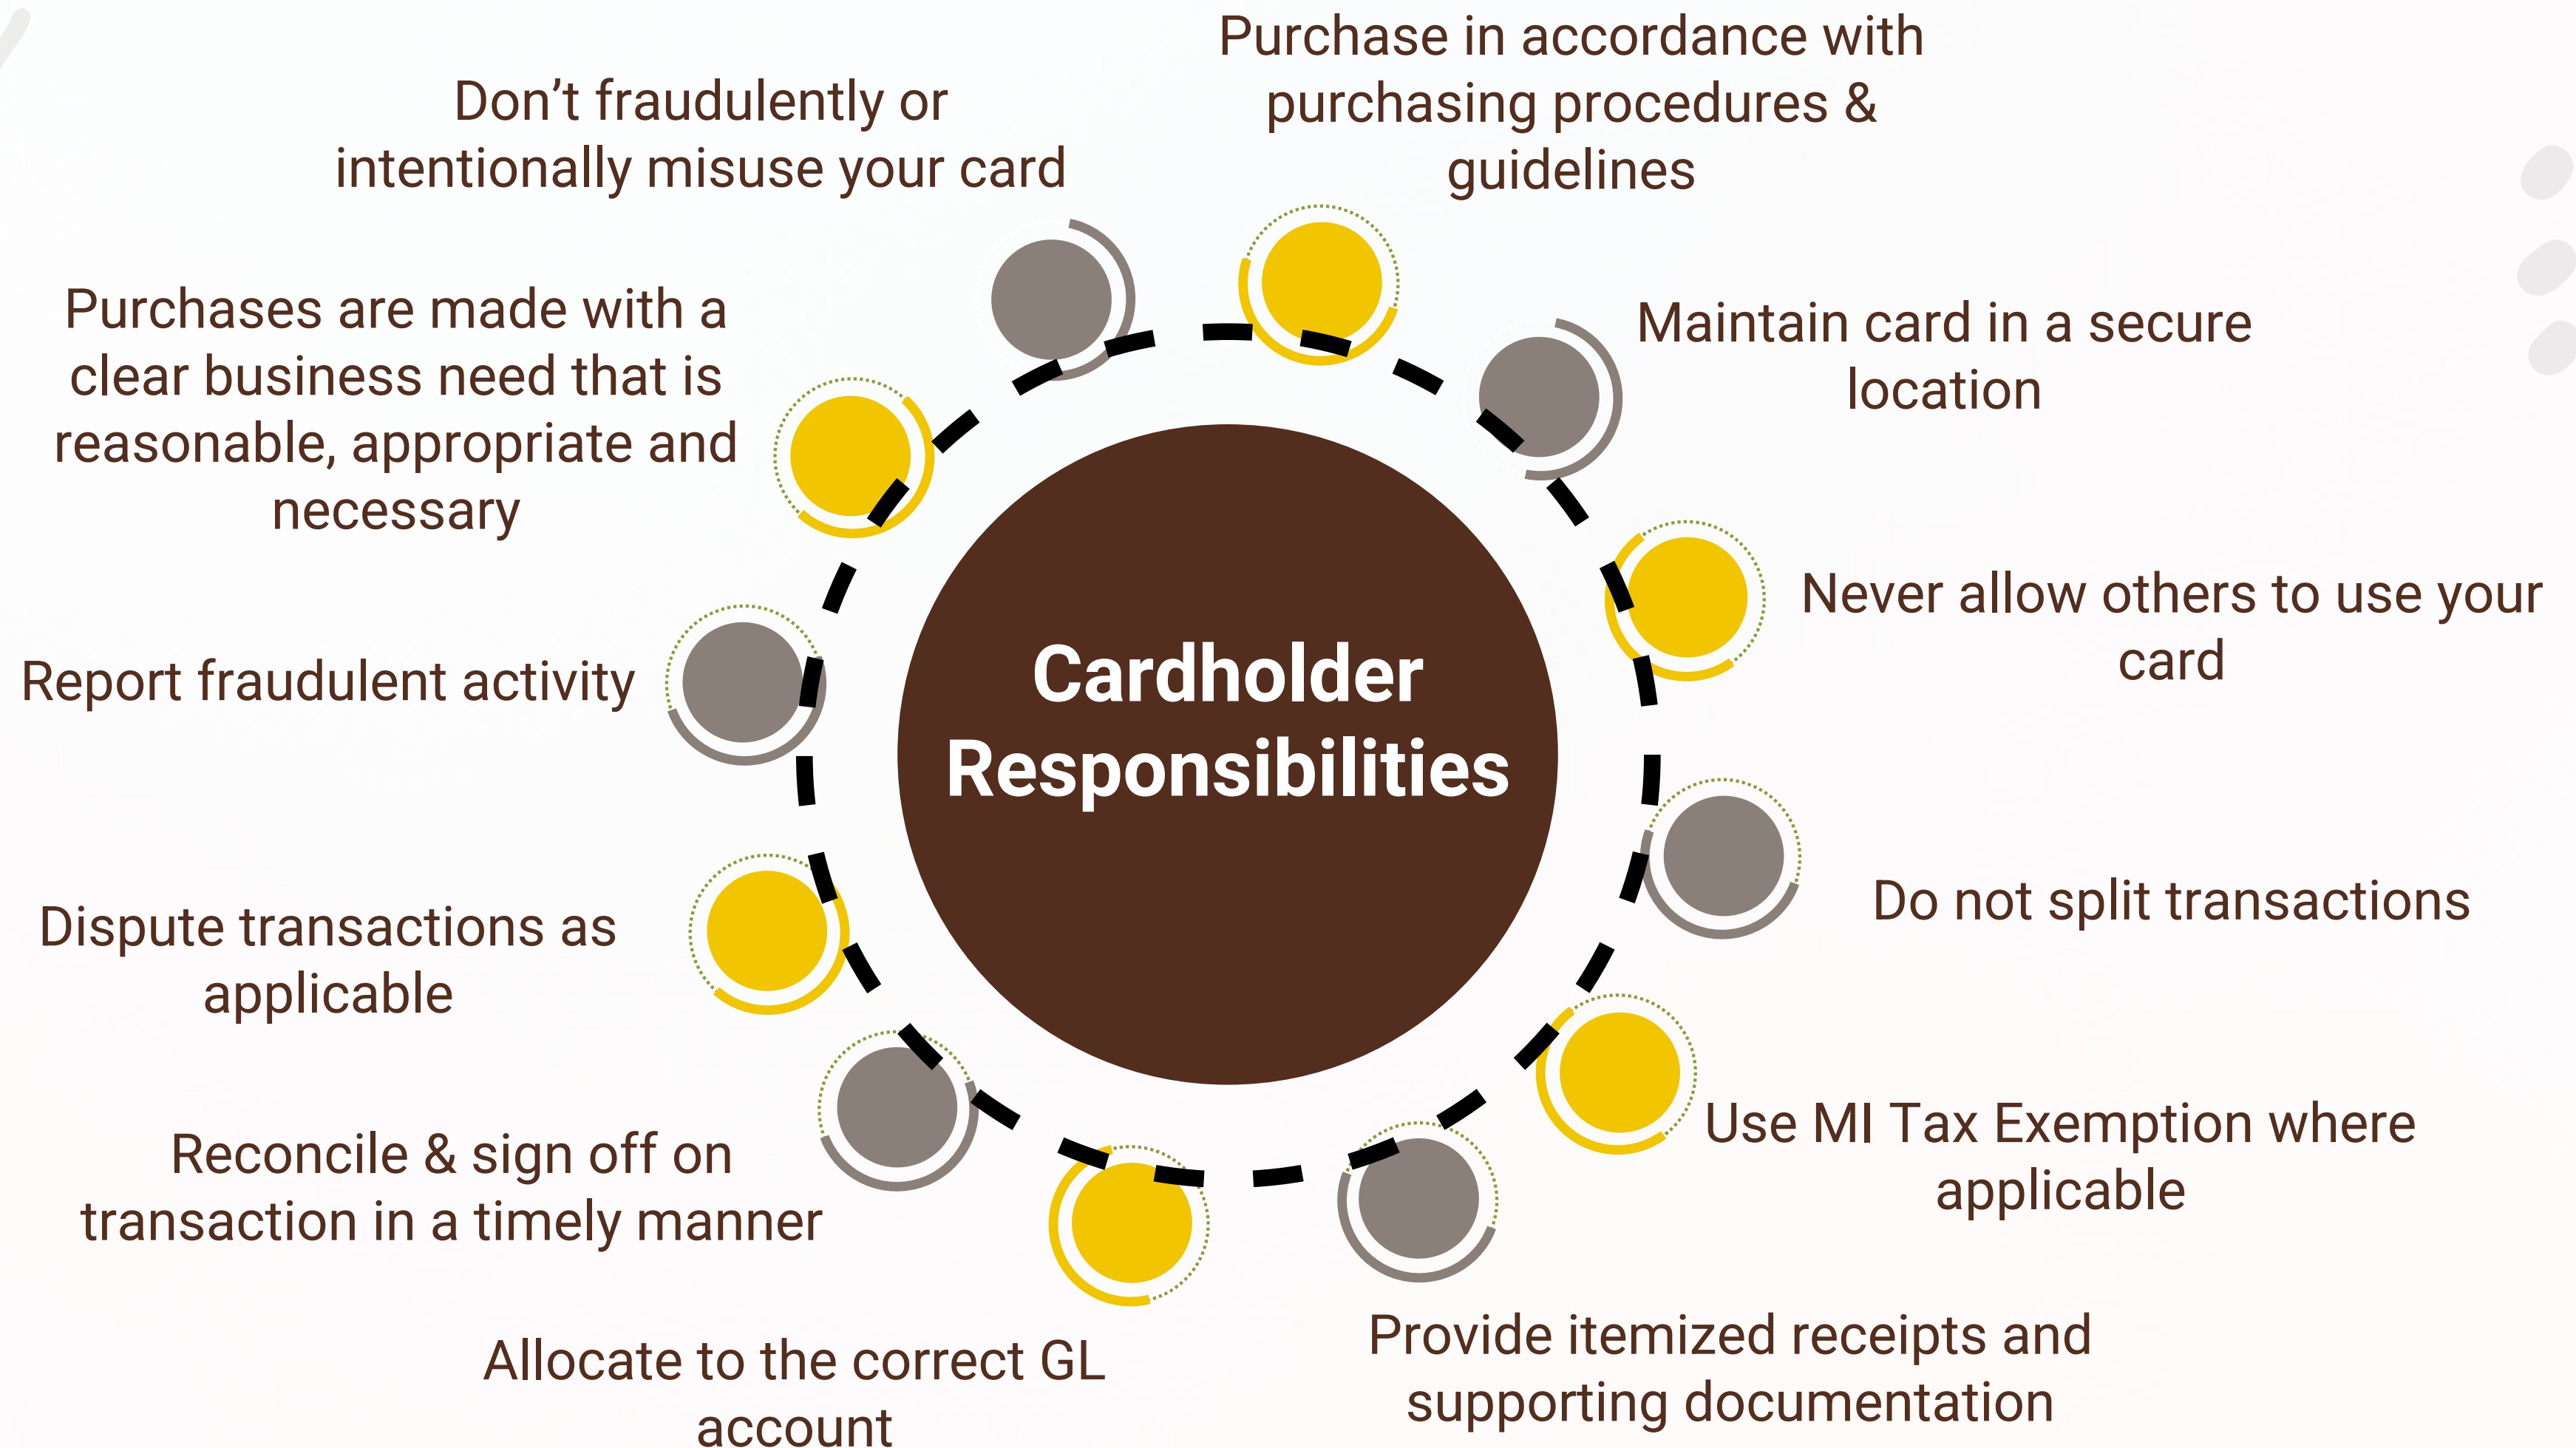 Purchase in accordance with
purchasing procedures &
guidelines
Don’t fraudulently or
intentionally misuse your card
Maintain card in a secure
location
Purchases are made with a
clear business need that is
reasonable, appropriate and
necessary
Never allow others to use your
card
Cardholder
Responsibilities
Report fraudulent activity
Do not split transactions
Dispute transactions as
applicable
Use MI Tax Exemption where
applicable
Reconcile & sign off on
transaction in a timely manner
Provide itemized receipts and
supporting documentation
Allocate to the correct GL
account